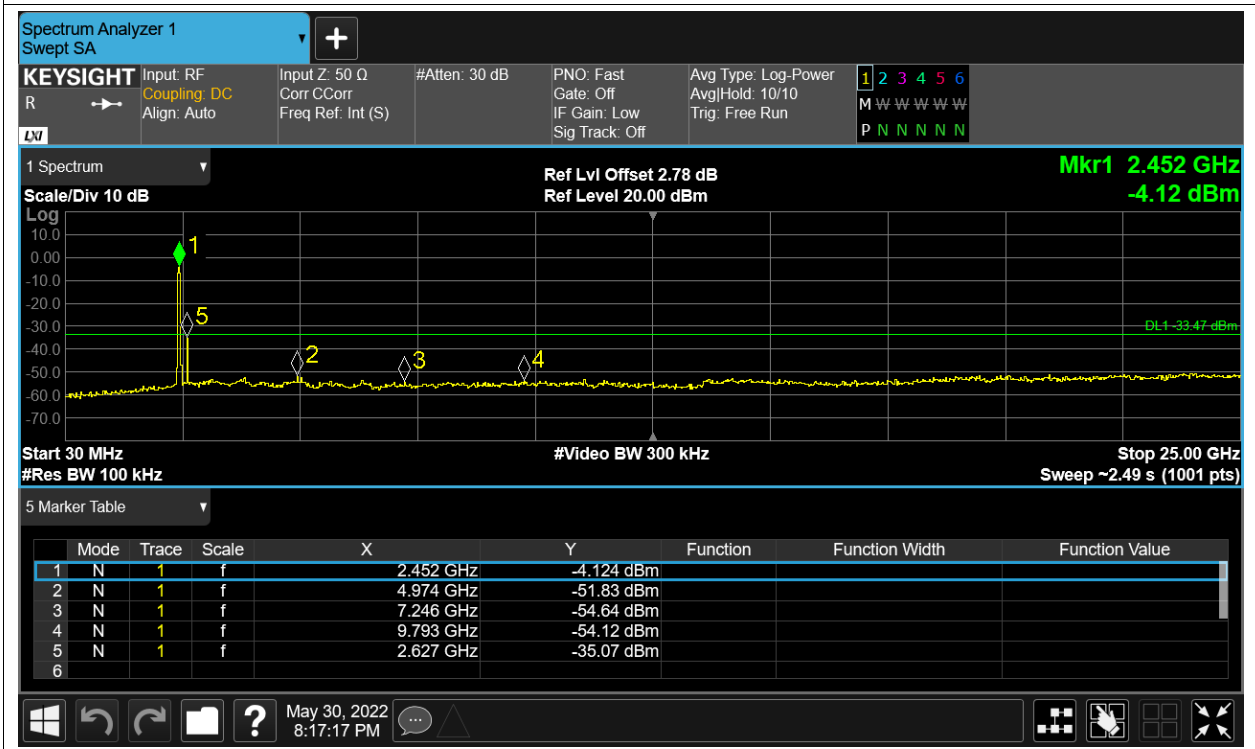 Spectrum Analyzer 1
Swept SA
+
KEYSIGHT Input: RF Input Z: 50 Ω #Atten: 30 dB PNO: Fast Avg Type: Log-Power 1 2 3 4 5 6
R Coupling: DC Corr CCorr Gate: Off Avg|Hold: 10/10 M W W W W W
Align: Auto Freq Ref: Int (S) IF Gain: Low Trig: Free Run
LXI Sig Track: Off P N N N N N
1 Spectrum Ref Lvl Offset 2.78 dB Mkr1 2.452 GHz
Scale/Div 10 dB Ref Level 20.00 dBm -4.12 dBm
Log
10.0
0.00 1
-10.0
-20.0
-30.0 5 DL1 -33.47 dBm
-40.0 2 3 4
-50.0
-60.0
-70.0
Start 30 MHz #Video BW 300 kHz Stop 25.00 GHz
#Res BW 100 kHz Sweep ~2.49 s (1001 pts)
5 Marker Table
Mode Trace Scale X Y Function Function Width Function Value
1 N 1 f 2.452 GHz -4.124 dBm
2 N 1 f 4.974 GHz -51.83 dBm
3 N 1 f 7.246 GHz -54.64 dBm
4 N 1 f 9.793 GHz -54.12 dBm
5 N 1 f 2.627 GHz -35.07 dBm
6
? May 30, 2022
8:17:17 PM